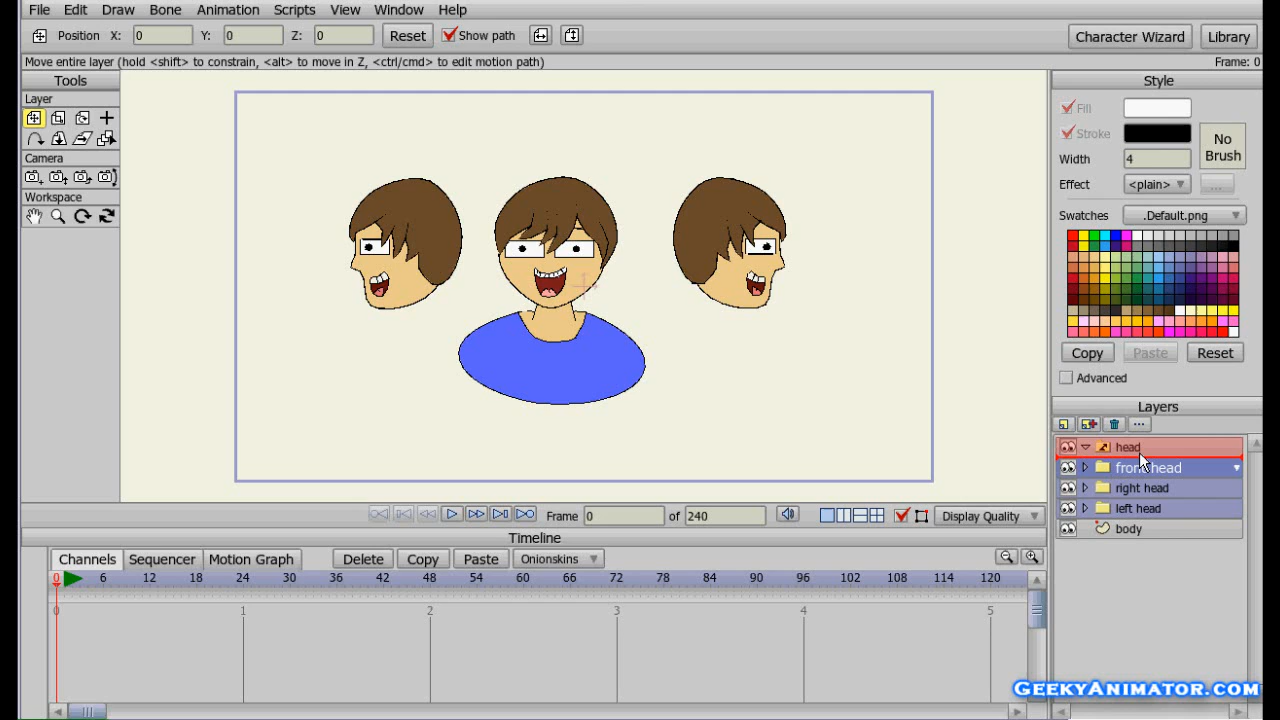 File Edit Draw Bone Animation Scripts View Window Help
Position X: 0 Y: 0 Z: 0 Reset Show path Character Wizard Library
Move entire layer (hold <shift> to constrain, <alt> to move in Z, <ctrl/cmd> to edit motion path) Frame: 0
Tools
Layer
Camera
Workspace
Style
Fill
Stroke
No Brush
Width 4
Effect <plain> ...
Swatches .Default.png
Copy Paste Reset
Advanced
Layers
head
front head
right head
left head
body
Frame 0 of 240 Display Quality
Timeline
Channels Sequencer Motion Graph Delete Copy Paste Onionskins
0 6 12 18 24 30 36 42 48 54 60 66 72 78 84 90 96 102 108 114 120
0 1 2 3 4 5
GeekyAnimator.com